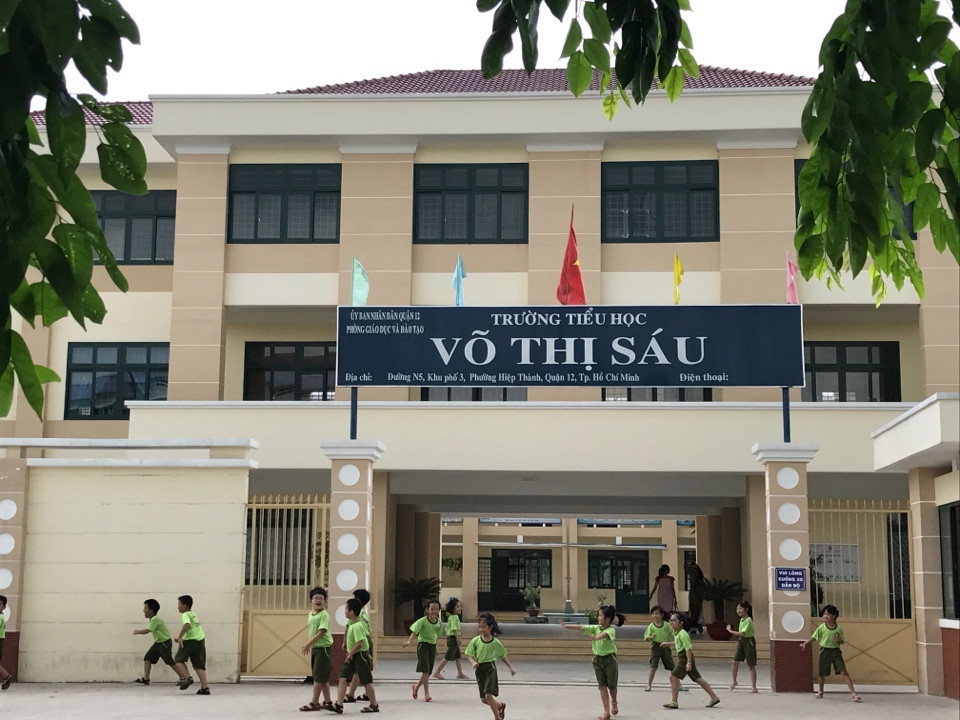 ỦY BAN NHÂN DÂN QUẬN 12
PHÒNG GIÁO DỤC VÀ ĐÀO TẠO
TRƯỜNG TIỂU HỌC
VÕ THỊ SÁU
Địa chỉ: Đường N5, Khu phố 3, Phường Hiệp Thành, Quận 12, Tp. Hồ Chí Minh Điện thoại:
VUI LÒNG
XUỐNG XE
DẪN BỘ